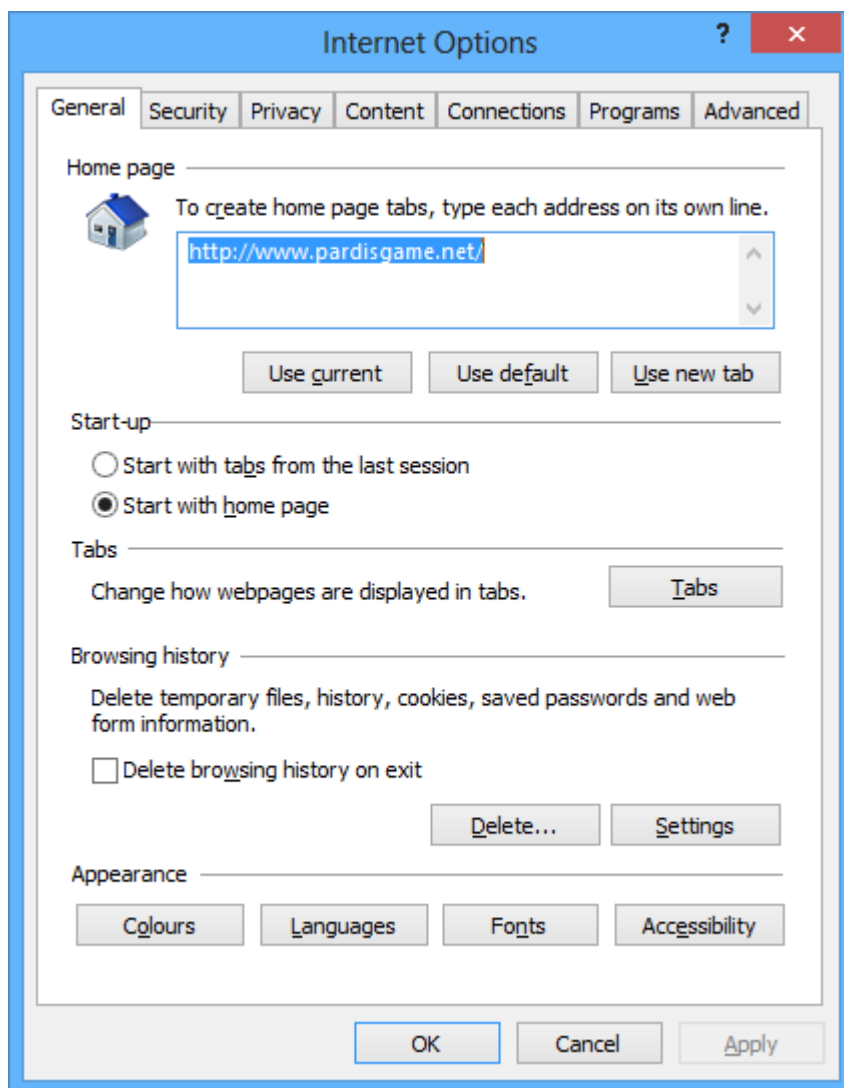 Internet Options
?
General Security Privacy Content Connections Programs Advanced
Home page
To create home page tabs, type each address on its own line.
http://www.pardisgame.net/
Use current Use default Use new tab
Start-up
Start with tabs from the last session
Start with home page
Tabs
Change how webpages are displayed in tabs. Tabs
Browsing history
Delete temporary files, history, cookies, saved passwords and web
form information.
Delete browsing history on exit
Delete... Settings
Appearance
Colours Languages Fonts Accessibility
OK Cancel Apply